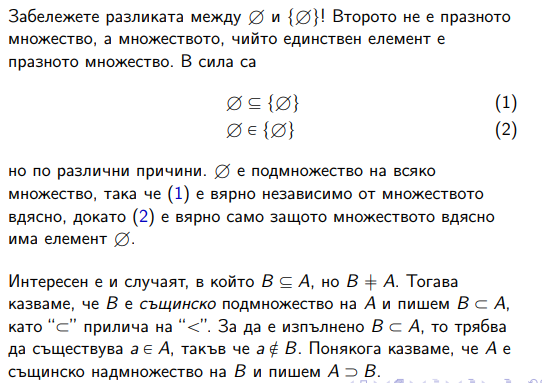 Забележете разликата между ∅ и {∅}! Второто не е празното
множество, а множеството, чийто единствен елемент е
празното множество. В сила са
∅ ⊆ {∅} (1)
∅ ∈ {∅} (2)
но по различни причини. ∅ е подмножество на всяко
множество, така че (1) е вярно независимо от множеството
вдясно, докато (2) е вярно само защото множеството вдясно
има елемент ∅.
Интересен е и случаят, в който B ⊆ A, но B ≠ A. Тогава
казваме, че B е същинско подмножество на A и пишем B ⊂ A,
като “⊂” прилича на “<”. За да е изпълнено B ⊂ A, то трябва
да съществува a ∈ A, такъв че a ∉ B. Понякога казваме, че A е
същинско надмножество на B и пишем A ⊃ B.